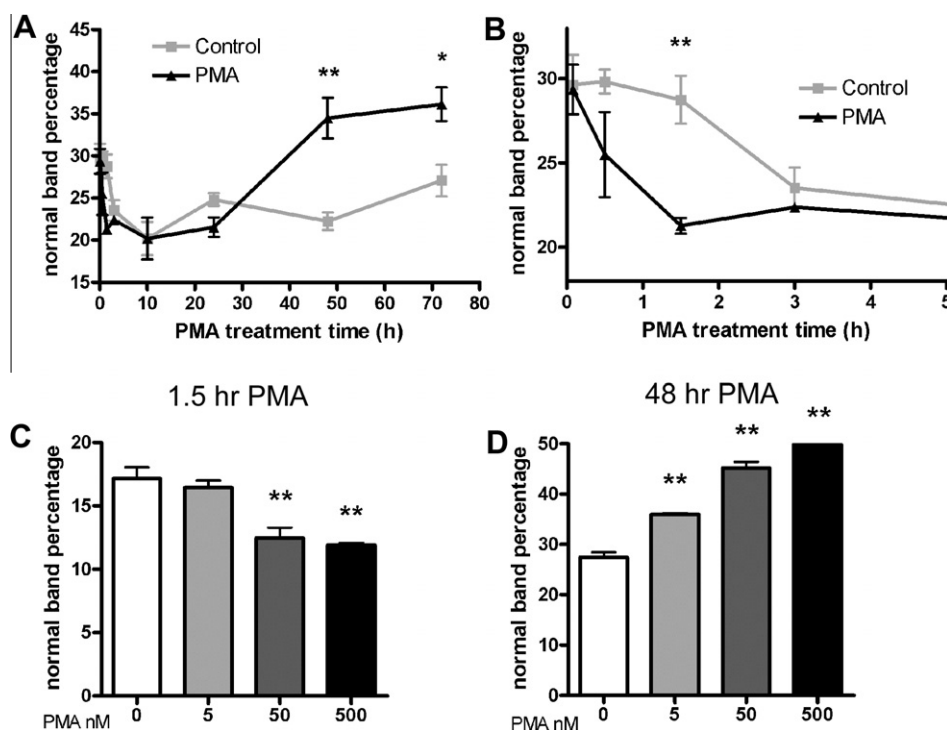 A
normal band percentage
45
40
35
30
25
20
15
Control
PMA
**
*
0 10 20 30 40 50 60 70 80
PMA treatment time (h)
B
normal band percentage
30
25
20
**
Control
PMA
0 1 2 3 4 5
PMA treatment time (h)
1.5 hr PMA
C
normal band percentage
20
15
10
5
0
**
**
PMA nM 0 5 50 500
48 hr PMA
D
normal band percentage
50
40
30
20
10
0
**
**
**
PMA nM 0 5 50 500